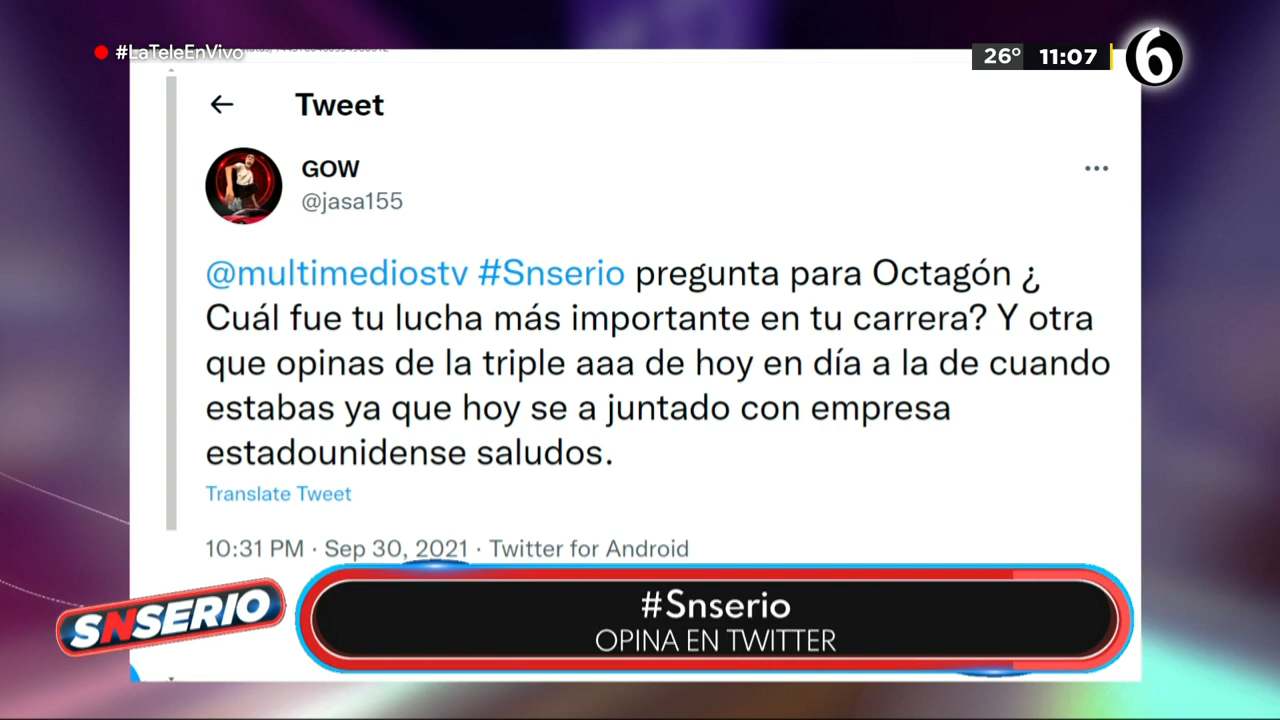 #LaTeleEnVivo
26° 11:07 6
Tweet
GOW
@jasa155
@multimediostv #Snserio pregunta para Octagón ¿
Cuál fue tu lucha más importante en tu carrera? Y otra
que opinas de la triple aaa de hoy en día a la de cuando
estabas ya que hoy se a juntado con empresa
estadounidense saludos.
Translate Tweet
10:31 PM · Sep 30, 2021 · Twitter for Android
SNSERIO
#Snserio
OPINA EN TWITTER